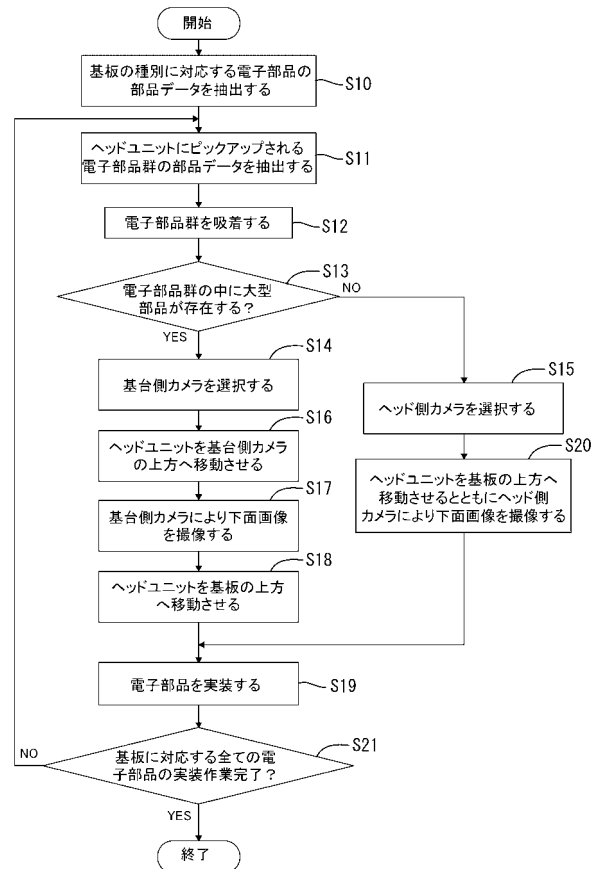 開始
基板の種別に対応する電子部品の
部品データを抽出する
S10
ヘッドユニットにピックアップされる
電子部品群の部品データを抽出する
S11
電子部品群を吸着する
S12
S13
電子部品群の中に大型
部品が存在する?
NO
YES
S14
基台側カメラを選択する
S15
ヘッド側カメラを選択する
S16
ヘッドユニットを基台側カメラ
の上方へ移動させる
S20
ヘッドユニットを基板の上方へ
移動させるとともにヘッド側
カメラにより下面画像を撮像する
S17
基台側カメラにより下面画像
を撮像する
S18
ヘッドユニットを基板の上方
へ移動させる
電子部品を実装する
S19
S21
基板に対応する全ての電
子部品の実装作業完了?
NO
YES
終了